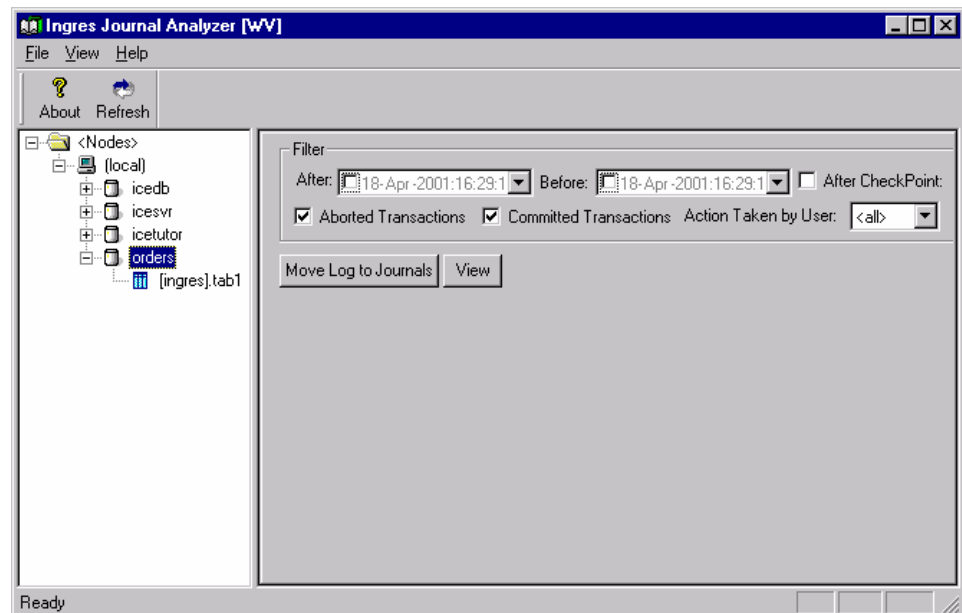 Ingres Journal Analyzer [WV]
File View Help
About Refresh
<Nodes>
(local)
icedb
icesvr
icetutor
orders
[ingres].tab1
Filter
After: 18-Apr-2001:16:29:1 Before: 18-Apr-2001:16:29:1 After CheckPoint:
Aborted Transactions Committed Transactions Action Taken by User: <all>
Move Log to Journals View
Ready